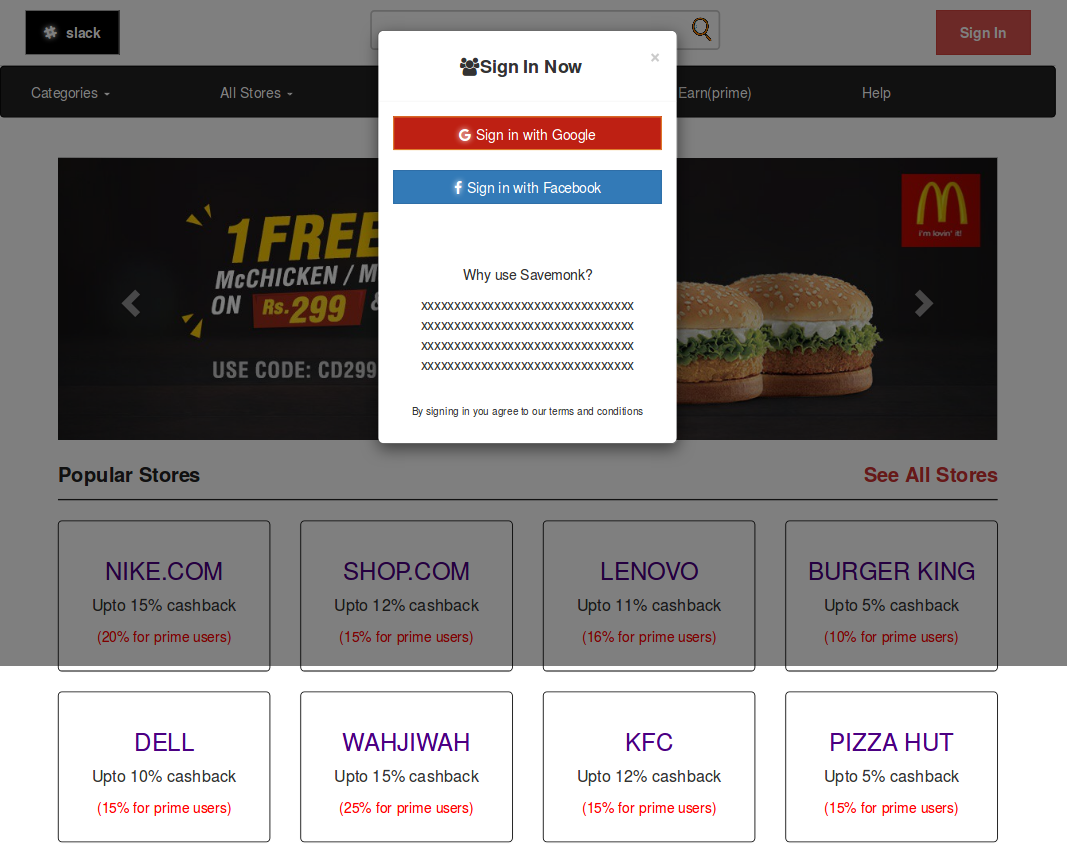 slack
Sign In
Sign In Now
×
Categories
All Stores
Earn(prime)
Help
Sign in with Google
Sign in with Facebook
1 FREE
McCHICKEN / M
ON Rs.299 &
USE CODE: CD299
i'm lovin' it!
Why use Savemonk?
xxxxxxxxxxxxxxxxxxxxxxxxxxxxxxxx
xxxxxxxxxxxxxxxxxxxxxxxxxxxxxxxx
xxxxxxxxxxxxxxxxxxxxxxxxxxxxxxxx
xxxxxxxxxxxxxxxxxxxxxxxxxxxxxxxx
By signing in you agree to our terms and conditions
Popular Stores
See All Stores
NIKE.COM
Upto 15% cashback
(20% for prime users)
SHOP.COM
Upto 12% cashback
(15% for prime users)
LENOVO
Upto 11% cashback
(16% for prime users)
BURGER KING
Upto 5% cashback
(10% for prime users)
DELL
Upto 10% cashback
(15% for prime users)
WAHJIWAH
Upto 15% cashback
(25% for prime users)
KFC
Upto 12% cashback
(15% for prime users)
PIZZA HUT
Upto 5% cashback
(15% for prime users)